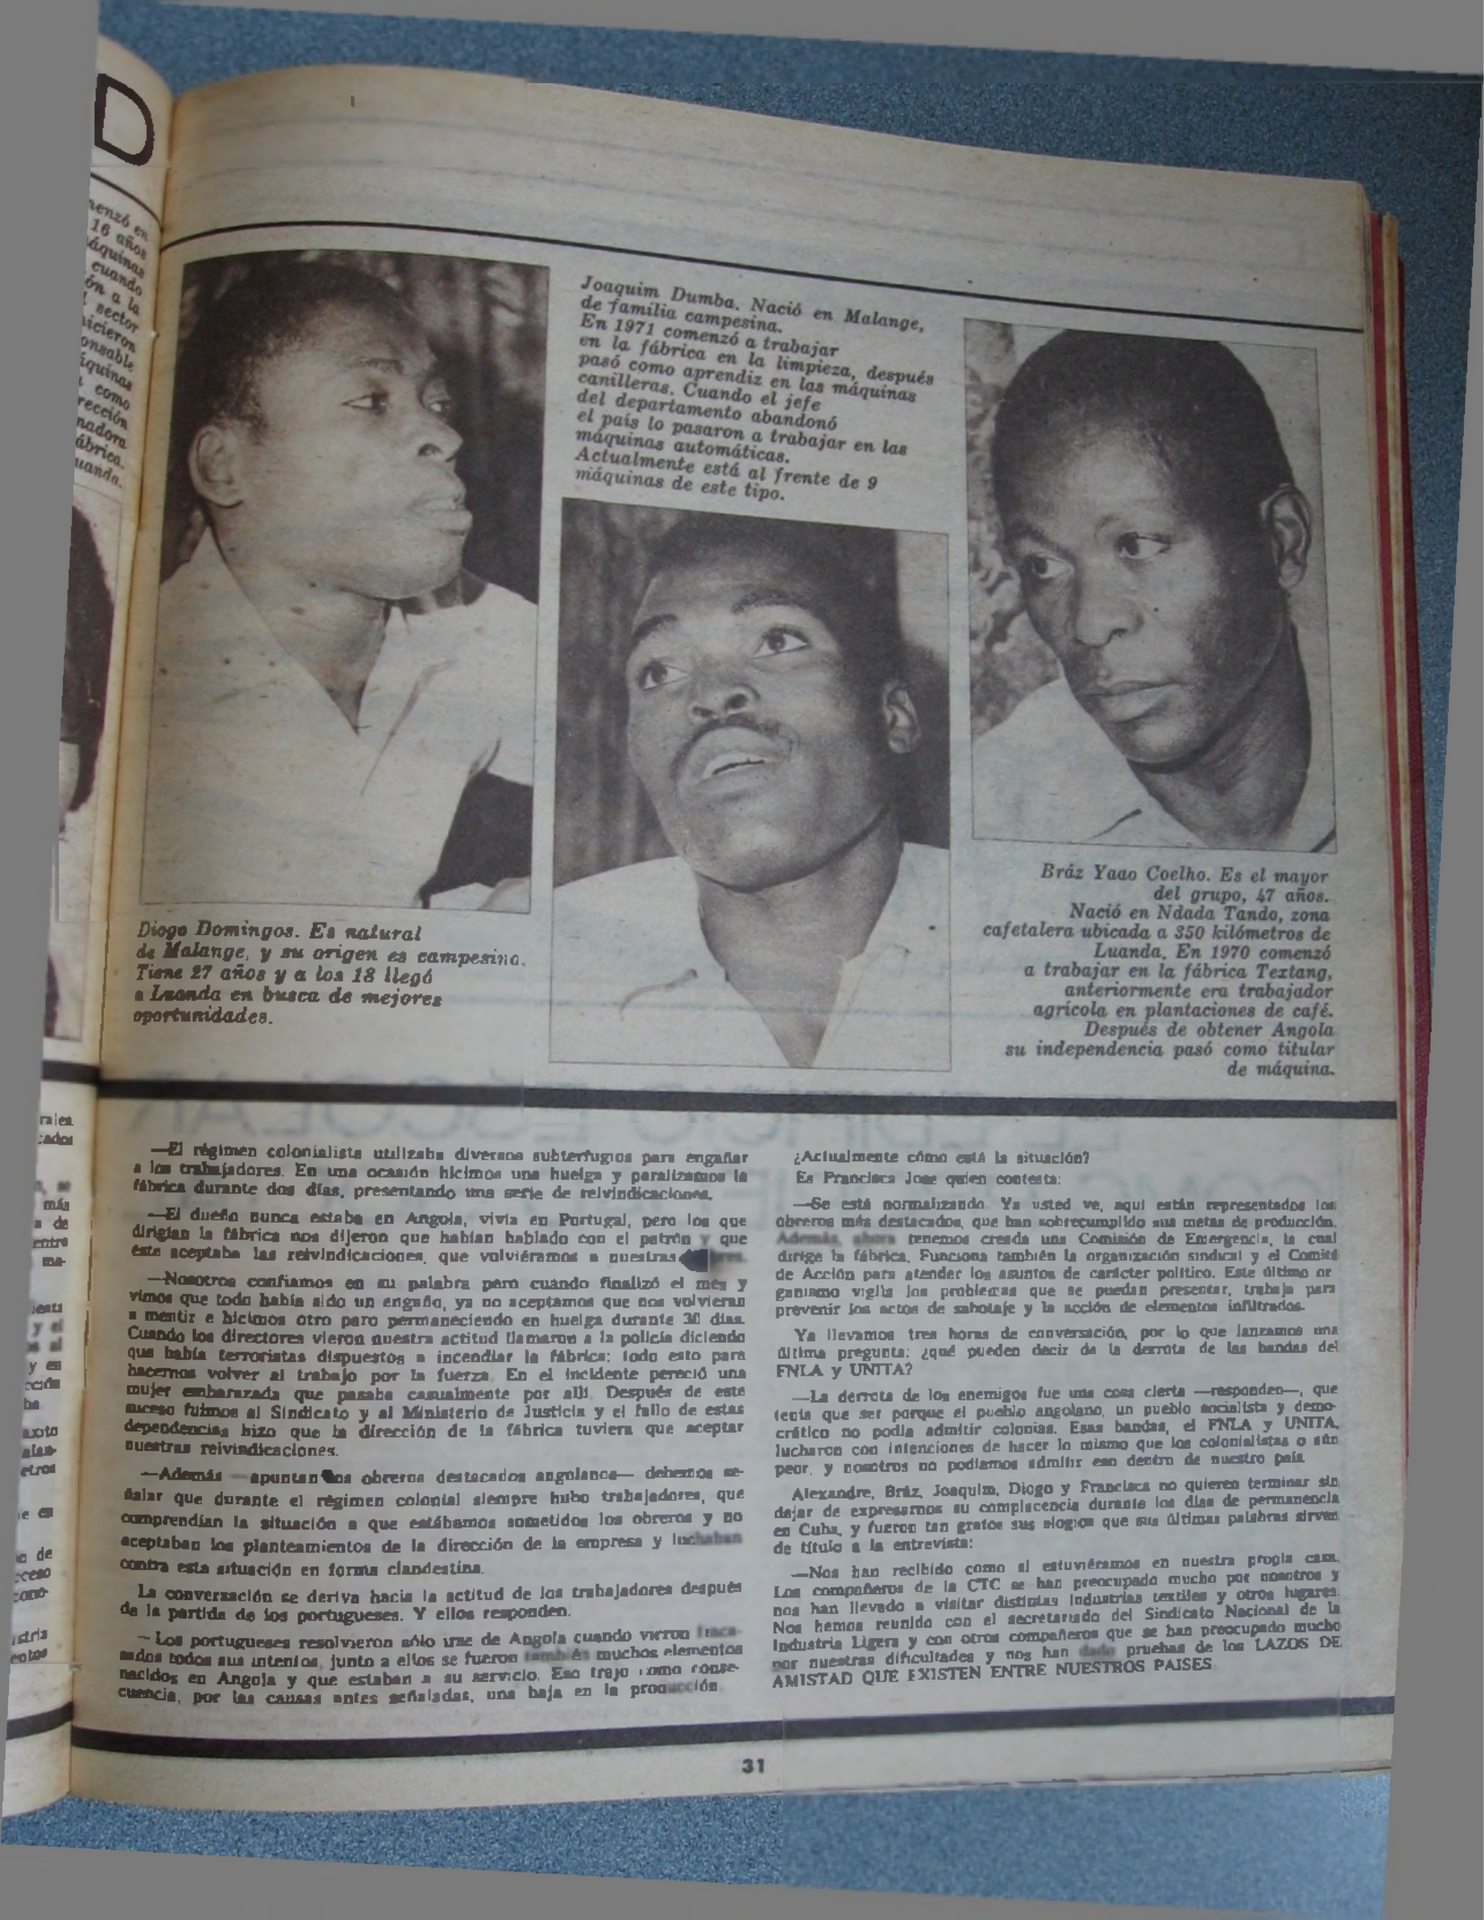 D
menzó en
16 años
máquinas
cuando
ón a la
sector
hicieron
onsable
áquinas
como
rección
nadora
ábrica.
uanda.
Joaquim Dumba. Nació en Malange,
de familia campesina.
En 1971 comenzó a trabajar
en la fábrica en la limpieza, después
pasó como aprendiz en las máquinas
canilleras. Cuando el jefe
del departamento abandonó
el país lo pasaron a trabajar en las
máquinas automáticas.
Actualmente está al frente de 9
máquinas de este tipo.
Diogo Domingos. Es natural
de Malange, y su origen es campesino.
Tiene 27 años y a los 18 llegó
a Luanda en busca de mejores
oportunidades.
Bráz Yaao Coelho. Es el mayor
del grupo, 47 años.
Nació en Ndada Tando, zona
cafetalera ubicada a 350 kilómetros de
Luanda. En 1970 comenzó
a trabajar en la fábrica Textang,
anteriormente era trabajador
agrícola en plantaciones de café.
Después de obtener Angola
su independencia pasó como titular
de máquina.
—El régimen colonialista utilizaba diversos subterfugios para engañar
a los trabajadores. En una ocasión hicimos una huelga y paralizamos la
fábrica durante dos días, presentando una serie de reivindicaciones.
—El dueño nunca estaba en Angola, vivía en Portugal, pero los que
dirigían la fábrica nos dijeron que habían hablado con el patrón y que
éste aceptaba las reivindicaciones, que volviéramos a nuestras
—Nosotros confiamos en su palabra pero cuando finalizó el mes y
vimos que todo había sido un engaño, ya no aceptamos que nos volvieran
a mentir e hicimos otro paro permaneciendo en huelga durante 30 días.
Cuando los directores vieron nuestra actitud llamaron a la policía diciendo
que había terroristas dispuestos a incendiar la fábrica; todo esto para
hacernos volver al trabajo por la fuerza. En el incidente pereció una
mujer embarazada que pasaba casualmente por allí. Después de este
suceso fuimos al Sindicato y al Ministerio de Justicia y el fallo de estas
dependencias hizo que la dirección de la fábrica tuviera que aceptar
nuestras reivindicaciones.
—Además —apuntan los obreros destacados angolanos— debemos se-
ñalar que durante el régimen colonial siempre hubo trabajadores, que
comprendían la situación a que estábamos sometidos los obreros y no
aceptaban los planteamientos de la dirección de la empresa y luchaban
contra esta situación en forma clandestina.
La conversación se deriva hacia la actitud de los trabajadores después
de la partida de los portugueses. Y ellos responden.
—Los portugueses resolvieron sólo irse de Angola cuando vieron fraca-
sados todos sus intentos, junto a ellos se fueron también muchos elementos
nacidos en Angola y que estaban a su servicio. Eso trajo como conse-
cuencia, por las causas antes señaladas, una baja en la producción.
¿Actualmente cómo está la situación?
Es Francisca Jose quien contesta:
—Se está normalizando. Ya usted ve, aquí están representados los
obreros más destacados, que han sobrecumplido sus metas de producción.
Además, ahora tenemos creada una Comisión de Emergencia, la cual
dirige la fábrica. Funciona también la organización sindical y el Comité
de Acción para atender los asuntos de carácter político. Este último or
ganismo vigila los problemas que se puedan presentar, trabaja para
prevenir los actos de sabotaje y la acción de elementos infiltrados.
Ya llevamos tres horas de conversación, por lo que lanzamos una
última pregunta: ¿qué pueden decir de la derrota de las bandas del
FNLA y UNITA?
—La derrota de los enemigos fue una cosa cierta —responden—, que
tenía que ser porque el pueblo angolano, un pueblo socialista y demo-
crático no podía admitir colonias. Esas bandas, el FNLA y UNITA,
lucharon con intenciones de hacer lo mismo que los colonialistas o aún
peor, y nosotros no podíamos admitir eso dentro de nuestro país.
Alexandre, Bráz, Joaquím, Diogo y Francisca no quieren terminar sin
dejar de expresarnos su complacencia durante los días de permanencia
en Cuba, y fueron tan gratos sus elogios que sus últimas palabras sirven
de título a la entrevista:
—Nos han recibido como si estuviéramos en nuestra propia casa.
Los compañeros de la CTC se han preocupado mucho por nosotros y
nos han llevado a visitar distintas industrias textiles y otros lugares.
Nos hemos reunido con el secretariado del Sindicato Nacional de la
Industria Ligera y con otros compañeros que se han preocupado mucho
por nuestras dificultades y nos han dado pruebas de los LAZOS DE
AMISTAD QUE EXISTEN ENTRE NUESTROS PAISES
31